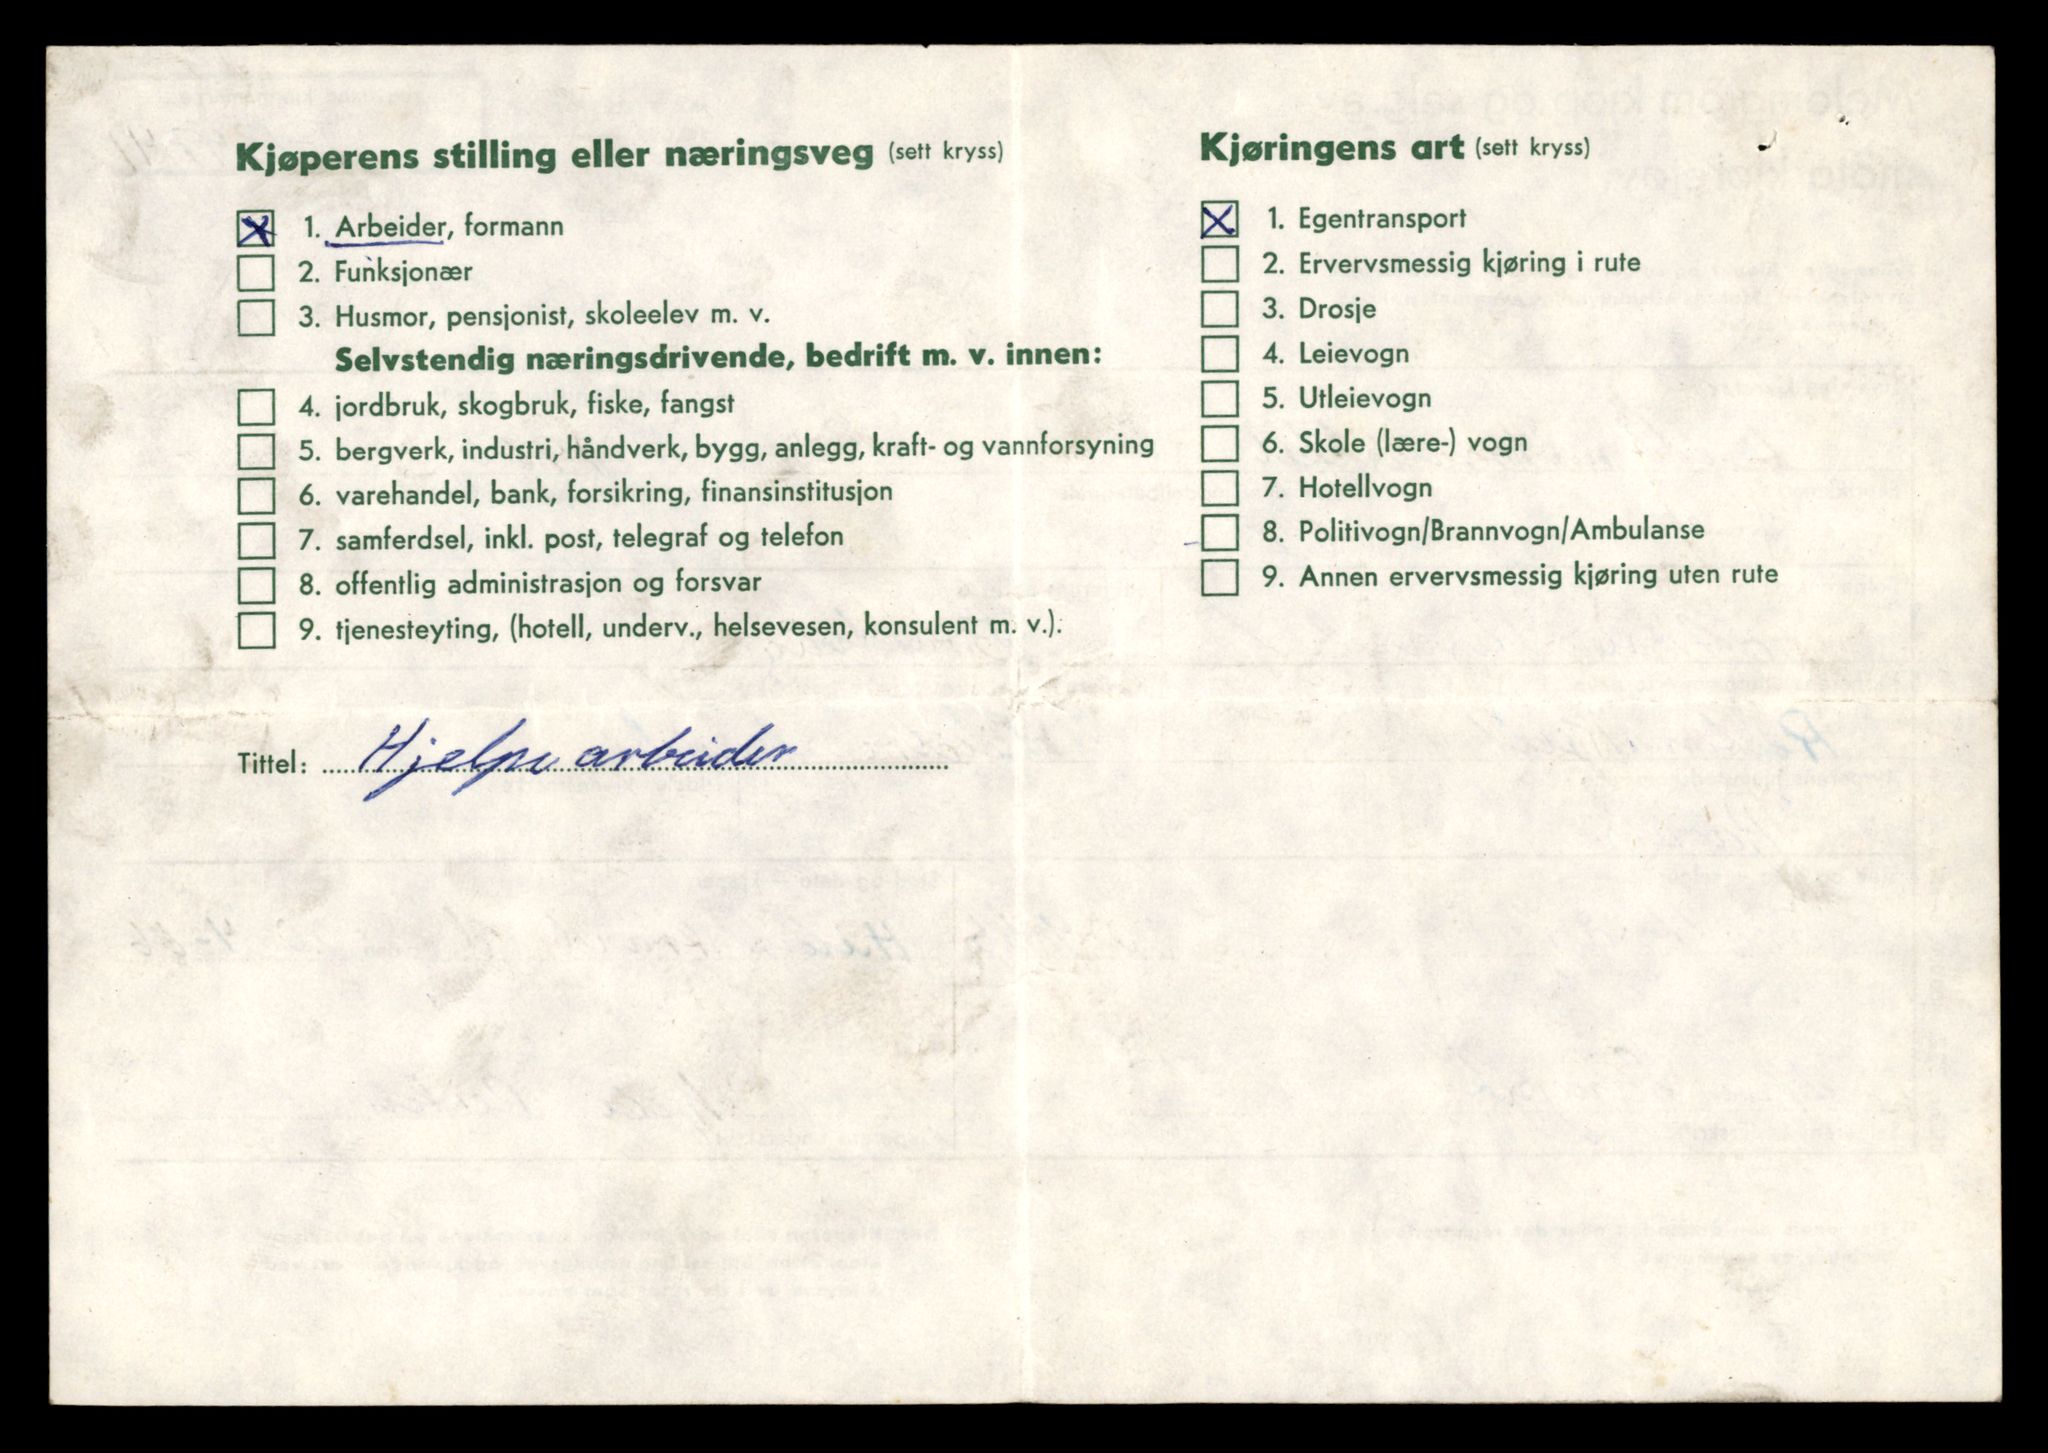 Kjøperens stilling eller næringsveg (sett kryss)
1. Arbeider, formann
2. Funksjonær
3. Husmor, pensjonist, skoleelev m. v.
Selvstendig næringsdrivende, bedrift m. v. innen:
4. jordbruk, skogbruk, fiske, fangst
5. bergverk, industri, håndverk, bygg, anlegg, kraft- og vannforsyning
6. varehandel, bank, forsikring, finansinstitusjon
7. samferdsel, inkl. post, telegraf og telefon
8. offentlig administrasjon og forsvar
9. tjenesteyting, (hotell, underv., helsevesen, konsulent m. v.).
Tittel: Hjelpe arbeider
Kjøringens art (sett kryss)
1. Egentransport
2. Ervervsmessig kjøring i rute
3. Drosje
4. Leievogn
5. Utleievogn
6. Skole (lære-) vogn
7. Hotellvogn
8. Politivogn/Brannvogn/Ambulanse
9. Annen ervervsmessig kjøring uten rute